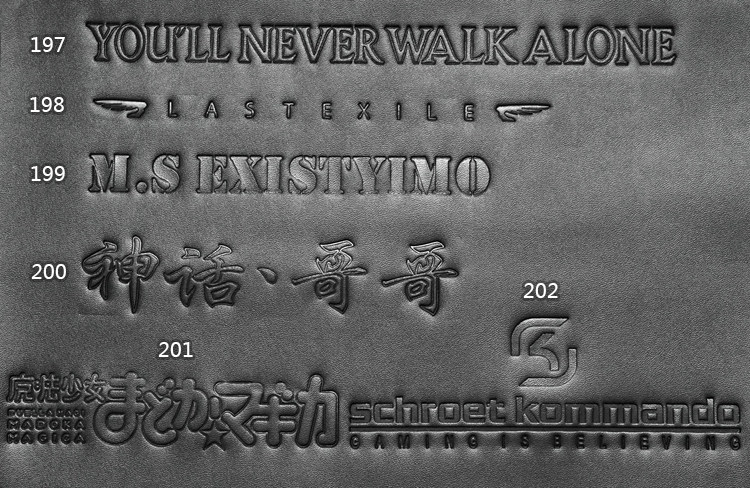 197 YOU'LL NEVER WALK ALONE
198 LASTEXILE
199 M.S EXISTYIMO
200 神话、哥哥
202
201
魔法少女
PUELLA MAGI
MADOKA
MAGICA
まどか☆マギカ
schroet kommando
GAMING IS BELIEVING